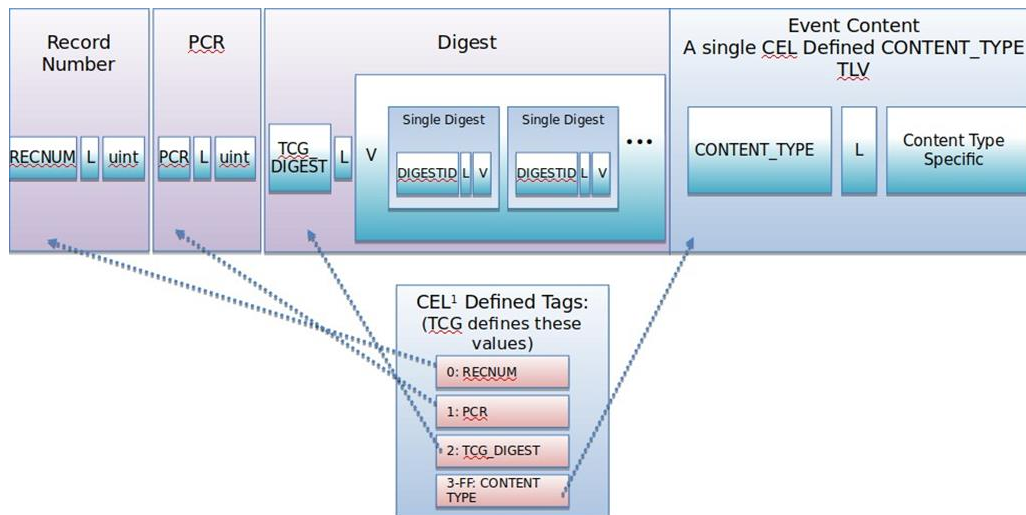 Record
Number
RECNUM L uint
PCR
PCR L uint
Digest
TCG_
DIGEST
L
V
Single Digest
DIGESTID L V
Single Digest
DIGESTID L V
•••
Event Content
A single CEL Defined CONTENT_TYPE
TLV
CONTENT_TYPE
L
Content Type
Specific
CEL¹ Defined Tags:
(TCG defines these
values)
0: RECNUM
1: PCR
2: TCG_DIGEST
3-FF: CONTENT
TYPE